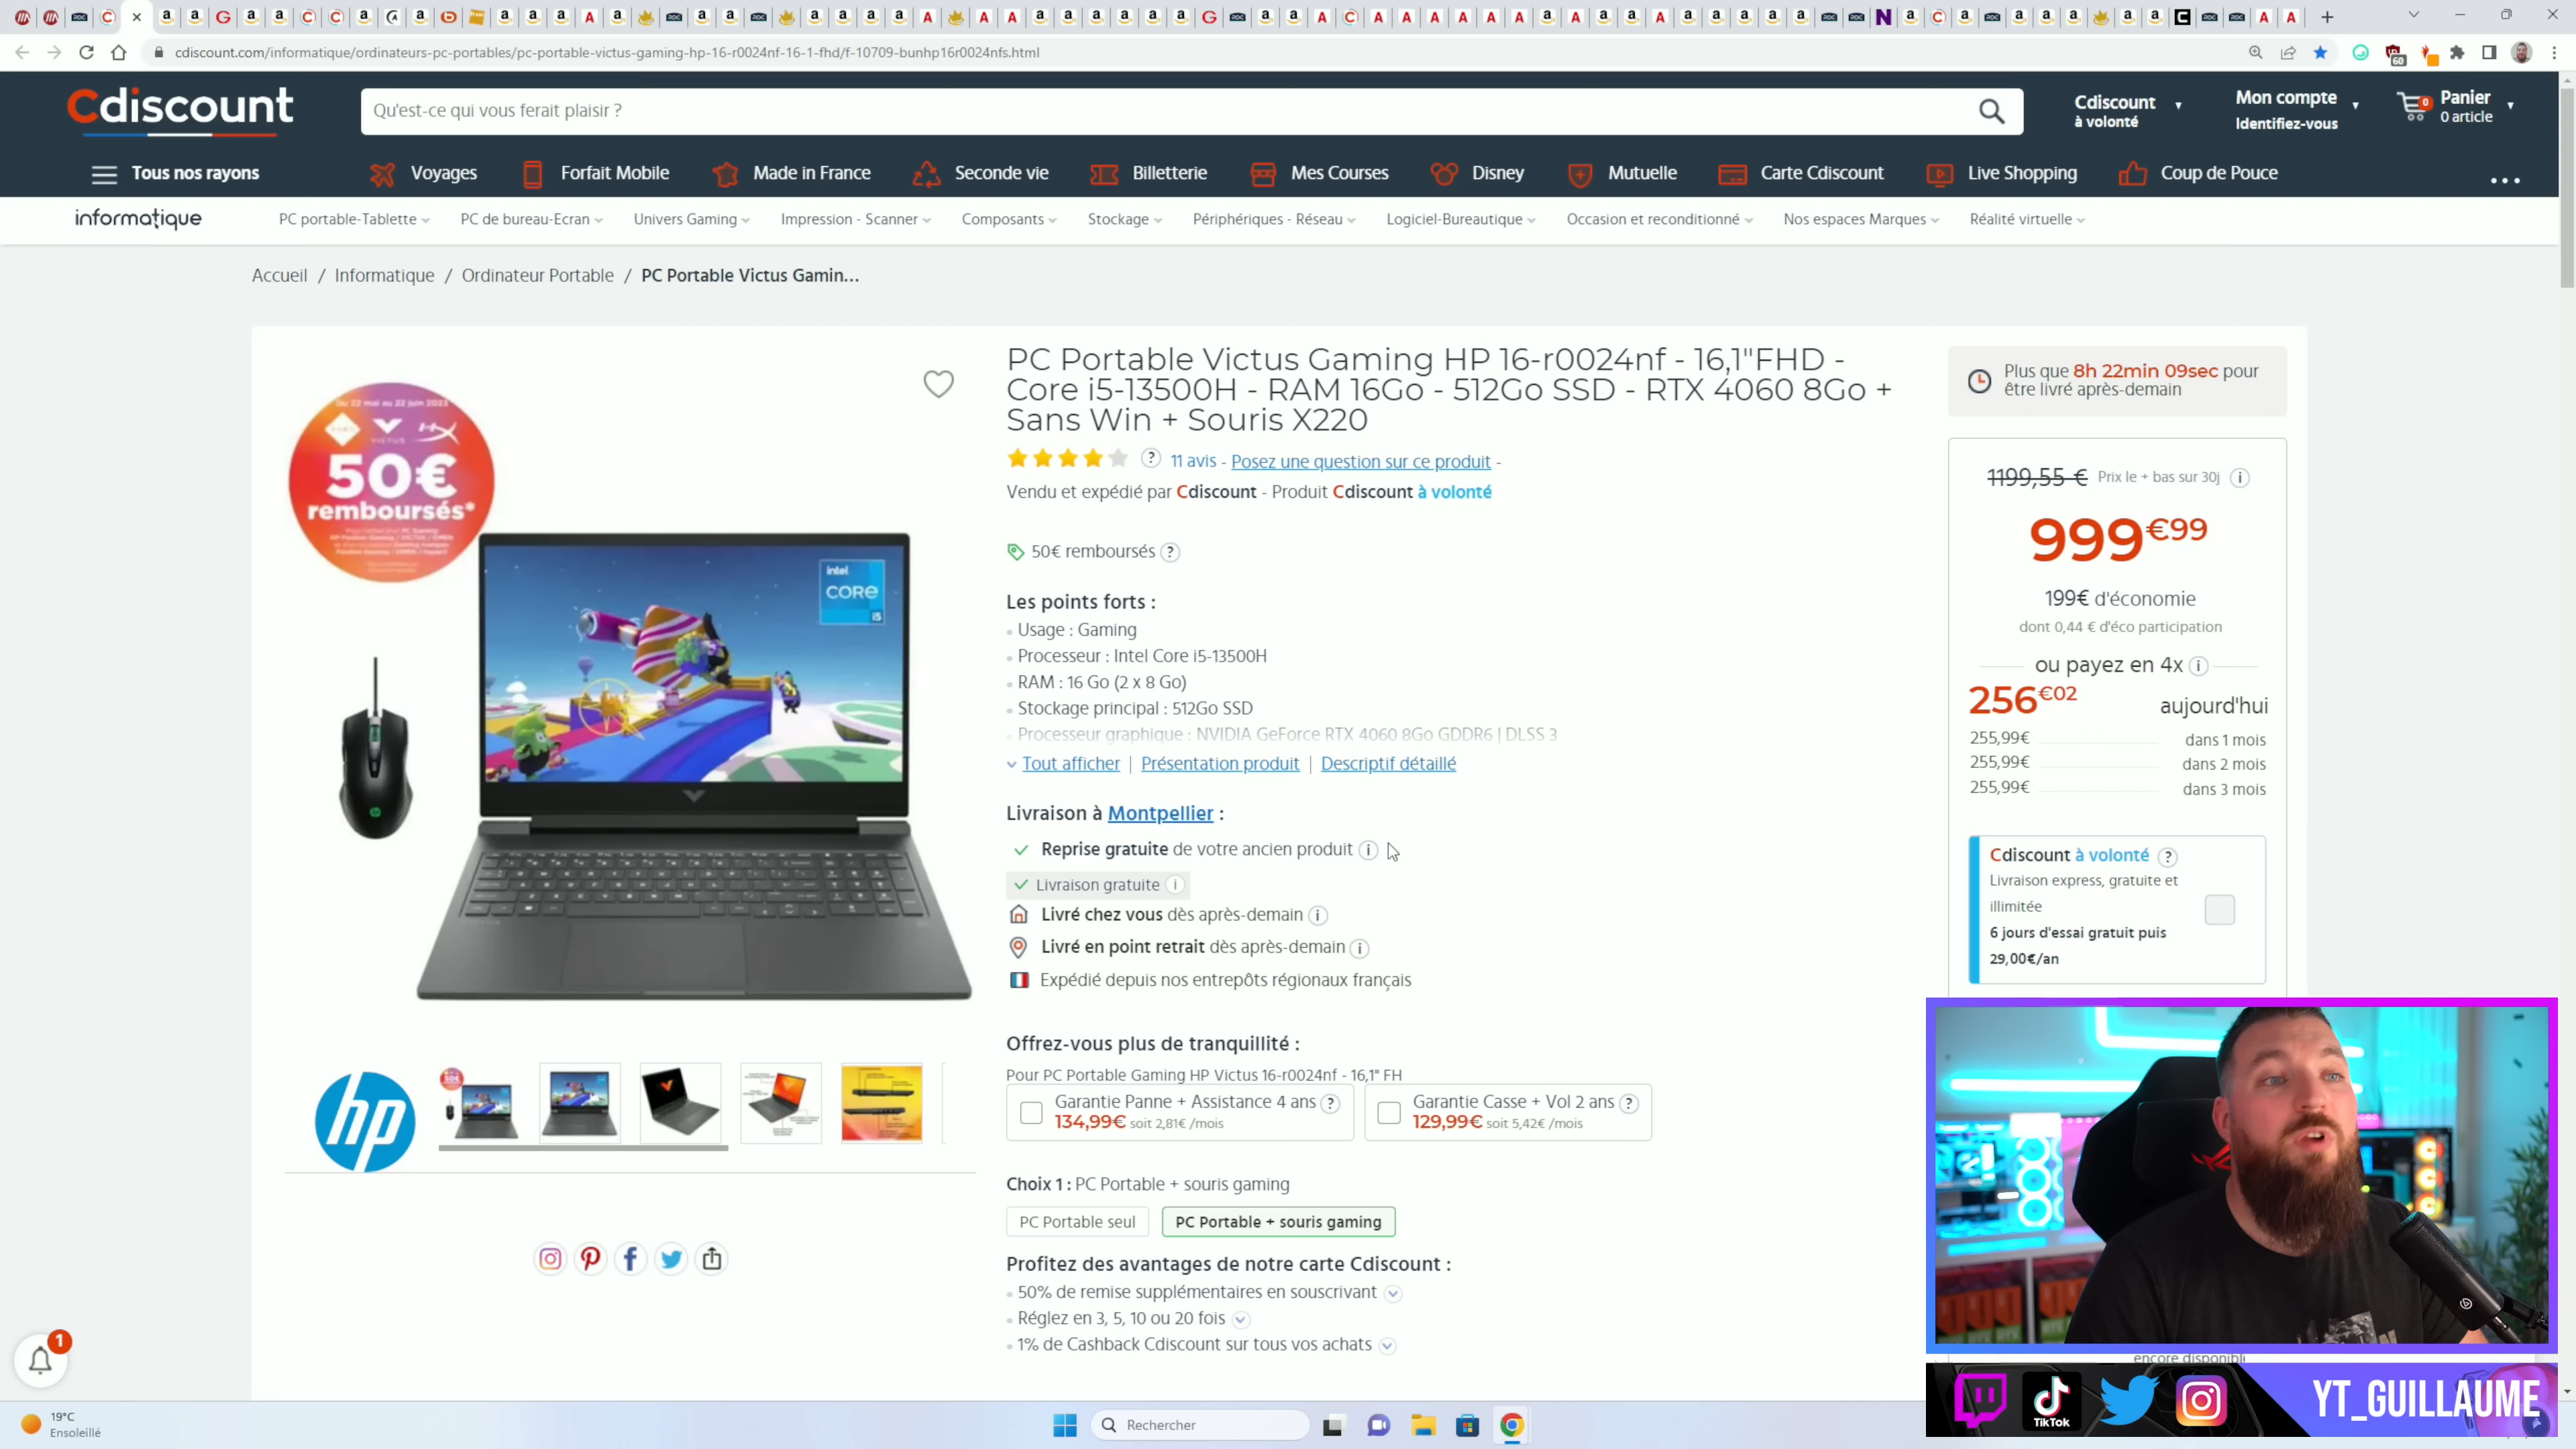 cdiscount.com/informatique/ordinateurs-pc-portables/pc-portable-victus-gaming-hp-16-r0024nf-16-1-fhd/f-10709-bunhp16r0024nfs.html
60
Cdiscount
Qu'est-ce qui vous ferait plaisir ?
Cdiscount
à volonté
Mon compte
Identifiez-vous
0
Panier
0 article
Tous nos rayons
Voyages
Forfait Mobile
Made in France
Seconde vie
Billetterie
Mes Courses
Disney
Mutuelle
Carte Cdiscount
Live Shopping
Coup de Pouce
informatique
PC portable-Tablette
PC de bureau-Ecran
Univers Gaming
Impression - Scanner
Composants
Stockage
Périphériques - Réseau
Logiciel-Bureautique
Occasion et reconditionné
Nos espaces Marques
Réalité virtuelle
Accueil / Informatique / Ordinateur Portable / PC Portable Victus Gamin...
Du 22 mai au 22 juin 2023
VICTUS
50€
remboursés*
intel
CORE
i5
hp
PC Portable Victus Gaming HP 16-r0024nf - 16,1"FHD -
Core i5-13500H - RAM 16Go - 512Go SSD - RTX 4060 8Go +
Sans Win + Souris X220
11 avis - Posez une question sur ce produit -
Vendu et expédié par Cdiscount - Produit Cdiscount à volonté
50€ remboursés
Les points forts :
Usage : Gaming
Processeur : Intel Core i5-13500H
RAM : 16 Go (2 x 8 Go)
Stockage principal : 512Go SSD
Processeur graphique : NVIDIA GeForce RTX 4060 8Go GDDR6 | DLSS 3
Tout afficher | Présentation produit | Descriptif détaillé
Livraison à Montpellier :
Reprise gratuite de votre ancien produit
Livraison gratuite
Livré chez vous dès après-demain
Livré en point retrait dès après-demain
Expédié depuis nos entrepôts régionaux français
Offrez-vous plus de tranquillité :
Pour PC Portable Gaming HP Victus 16-r0024nf - 16,1" FH
Garantie Panne + Assistance 4 ans
134,99€ soit 2,81€ /mois
Garantie Casse + Vol 2 ans
129,99€ soit 5,42€ /mois
Choix 1 : PC Portable + souris gaming
PC Portable seul
PC Portable + souris gaming
Profitez des avantages de notre carte Cdiscount :
50% de remise supplémentaires en souscrivant
Réglez en 3, 5, 10 ou 20 fois
1% de Cashback Cdiscount sur tous vos achats
Plus que 8h 22min 09sec pour
être livré après-demain
1199,55 € Prix le + bas sur 30j
999€99
199€ d'économie
dont 0,44 € d'éco participation
ou payez en 4x
256€02 aujourd'hui
255,99€ dans 1 mois
255,99€ dans 2 mois
255,99€ dans 3 mois
Cdiscount à volonté
Livraison express, gratuite et
illimitée
6 jours d'essai gratuit puis
29,00€/an
encore disponibl
TikTok
YT_GUILLAUME
1
19°C
Ensoleillé
Rechercher